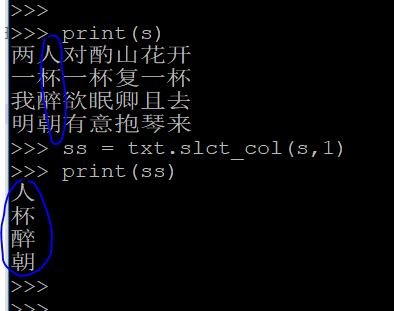 >>>
>>> print(s)
两人对酌山花开
一杯一杯复一杯
我醉欲眠卿且去
明朝有意抱琴来
>>> ss = txt.slct_col(s,1)
>>> print(ss)
人
杯
醉
朝
>>>
>>>